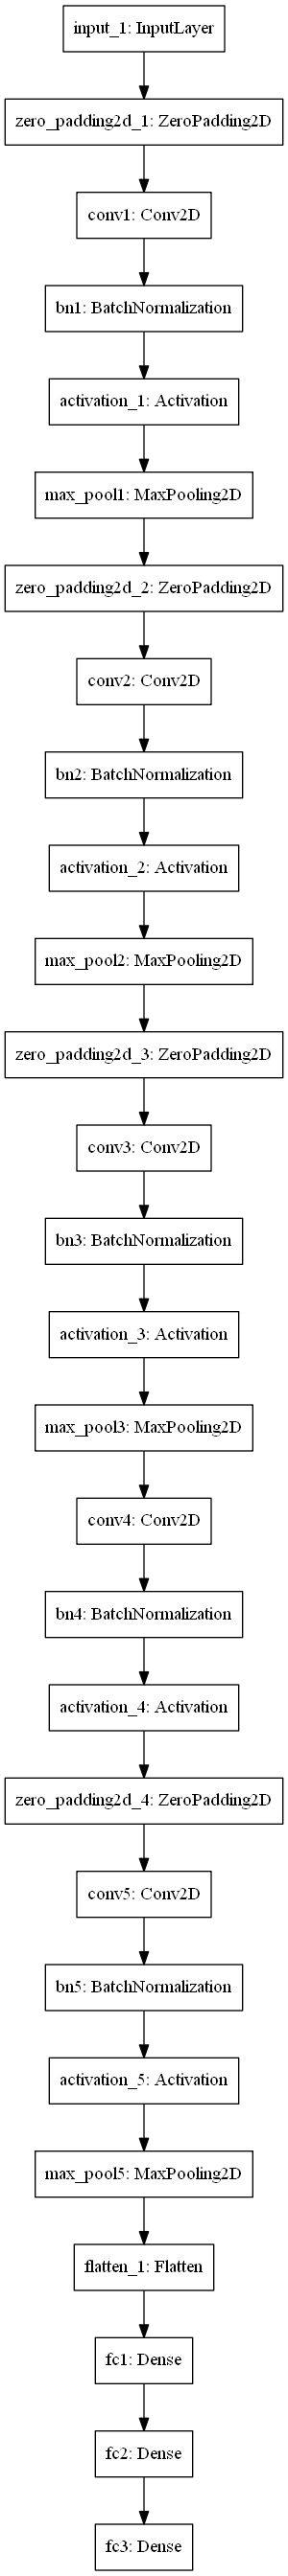 input_1: InputLayer
zero_padding2d_1: ZeroPadding2D
conv1: Conv2D
bn1: BatchNormalization
activation_1: Activation
max_pool1: MaxPooling2D
zero_padding2d_2: ZeroPadding2D
conv2: Conv2D
bn2: BatchNormalization
activation_2: Activation
max_pool2: MaxPooling2D
zero_padding2d_3: ZeroPadding2D
conv3: Conv2D
bn3: BatchNormalization
activation_3: Activation
max_pool3: MaxPooling2D
conv4: Conv2D
bn4: BatchNormalization
activation_4: Activation
zero_padding2d_4: ZeroPadding2D
conv5: Conv2D
bn5: BatchNormalization
activation_5: Activation
max_pool5: MaxPooling2D
flatten_1: Flatten
fc1: Dense
fc2: Dense
fc3: Dense